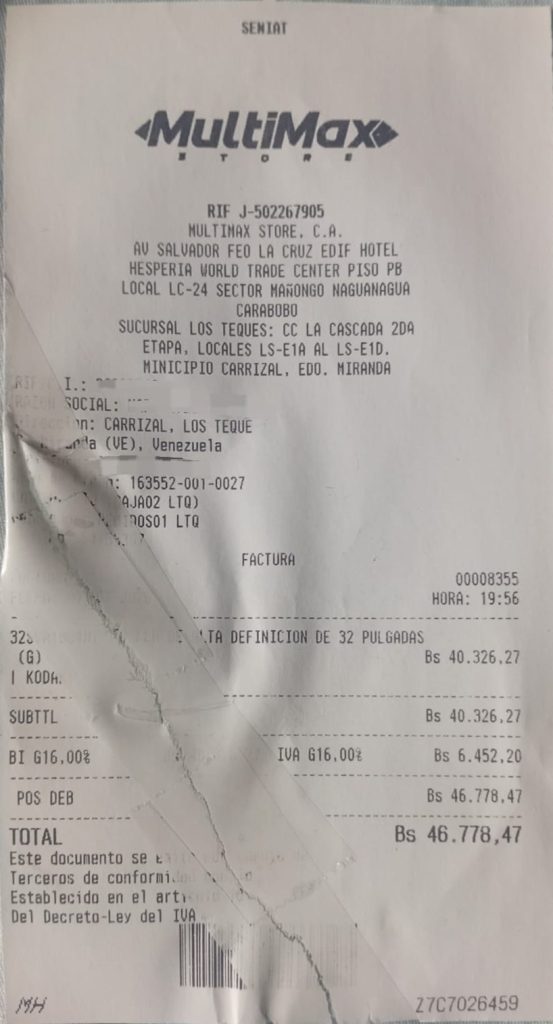 SENIAT
MultiMax
STORE
RIF J-502267905
MULTIMAX STORE, C.A.
AV SALVADOR FEO LA CRUZ EDIF HOTEL
HESPERIA WORLD TRADE CENTER PISO PB
LOCAL LC-24 SECTOR MAÑONGO NAGUANAGUA
CARABOBO
SUCURSAL LOS TEQUES: CC LA CASCADA 2DA
ETAPA, LOCALES LS-E1A AL LS-E1D.
MINICIPIO CARRIZAL, EDO. MIRANDA
SOCIAL:
CARRIZAL, LOS TEQUE
(VE), Venezuela
163552-001-0027
LTQ)
LTQ
FACTURA
00008355
HORA: 19:56
DEFINICION DE 32 PULGADAS
(G) Bs 40.326,27
SUBTTL Bs 40.326,27
BI G16,00% IVA G16,00% Bs 6.452,20
POS DEB Bs 46.778,47
TOTAL Bs 46.778,47
Este documento se
Terceros de
Establecido en el
Del Decreto-Ley del IVA
Z7C7026459